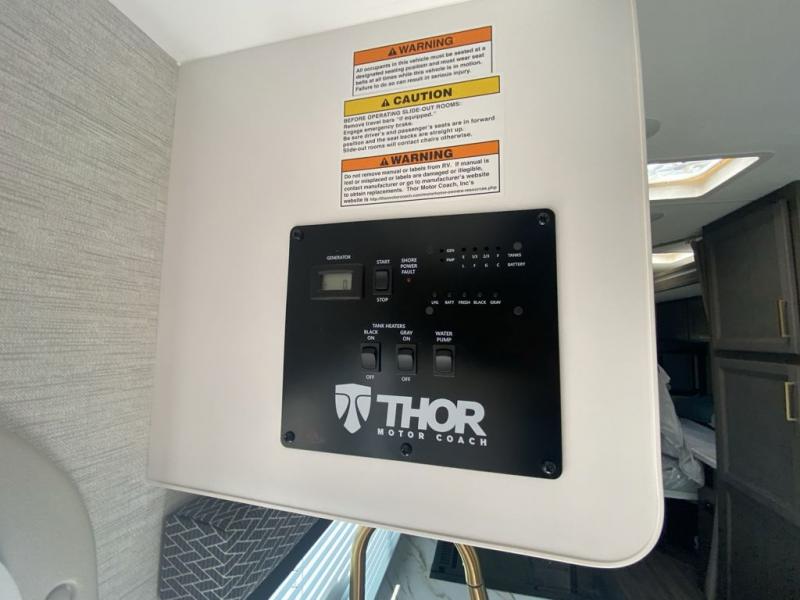 WARNING
All occupants in this vehicle must be seated at a
designated seating position and must wear seat
belts at all times while this vehicle is in motion.
Failure to do so can result in serious injury.
CAUTION
BEFORE OPERATING SLIDE-OUT ROOMS:
Remove travel bars "if equipped."
Engage emergency brake.
Be sure driver's and passenger's seats are in forward
position and the seat backs are straight up.
Slide-out rooms will contact chairs otherwise.
WARNING
Do not remove manual or labels from RV. If manual is
lost or misplaced or labels are damaged or illegible,
contact manufacturer or go to manufacturer's website
to obtain replacements. Thor Motor Coach, Inc's
website is
GENERATOR
START
STOP
SHORE
POWER
FAULT
GEN
PMP
E 1/3 2/3 F TANKS
L F G C BATTERY
LPG BATT FRESH BLACK GRAY
TANK HEATERS
BLACK
ON
OFF
GRAY
ON
OFF
WATER
PUMP
THOR
MOTOR COACH